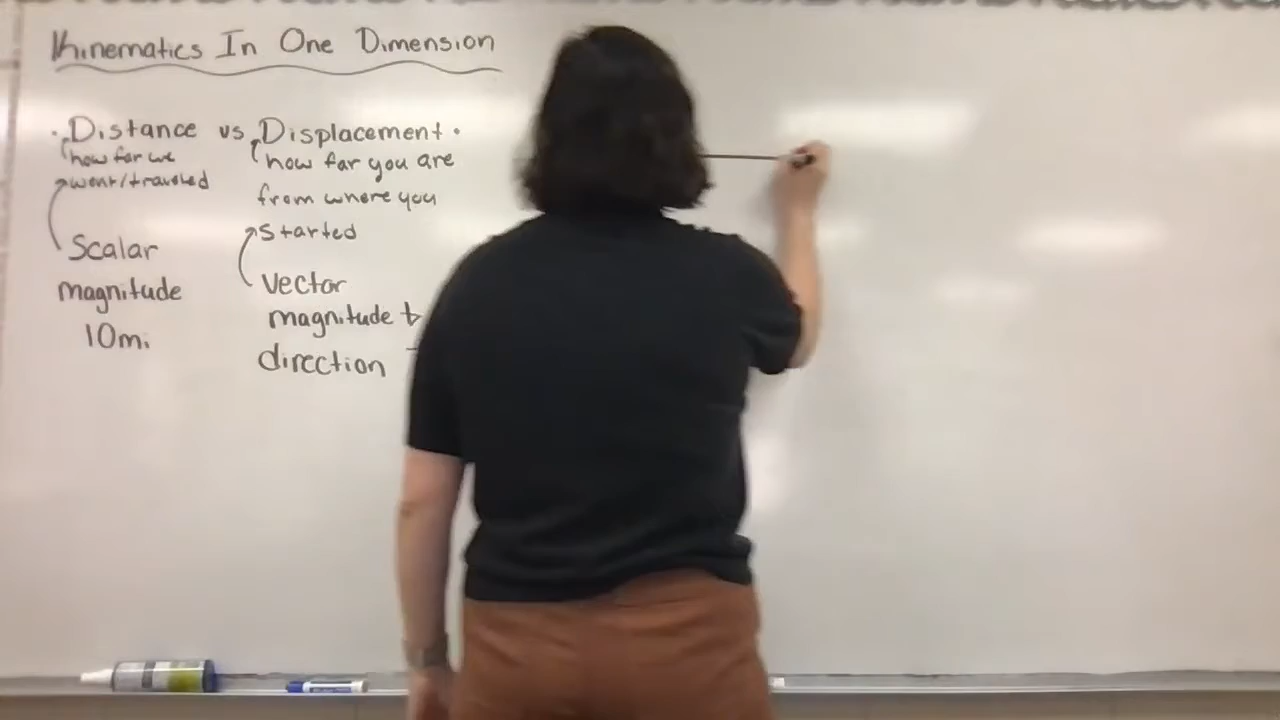 Kinematics In One Dimension
· Distance vs Displacement ·
how far we
went/traveled
how far you are
from where you
started
Scalar
magnitude
10mi
Vector
magnitude +
direction